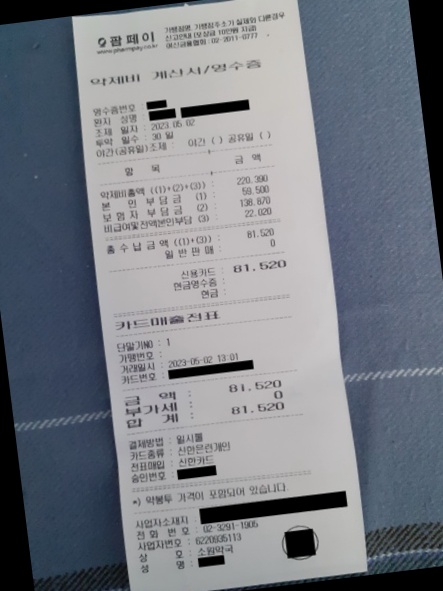 팜페이
www.pharmpay.co.kr
가맹점명, 가맹점주소가 실제와 다른경우
신고안내 (포상금 10만원 지급)
여신금융협회 : 02-2011-0777
약제비 계산서/영수증
영수증번호 :
환자 성명 :
조제 일자 : 2023.05.02
투약 일수 : 30 일
야간(공휴일)조제 : 야간 ( ) 공휴일 ( )
항 목 금 액
약제비총액 ((1)+(2)+(3)) : 220.390
본 인 부 담 금 (1) : 59.500
보 험 자 부 담 금 (2) : 138.870
비급여및전액본인부담 (3) : 22.020
총 수 납 금 액 ((1)+(3)) : 81.520
일 반 판 매 : 0
신용카드 : 81.520
현금영수증 :
현금 :
카드매출전표
단말기NO : 1
가맹번호 :
거래일시 : 2023-05-02 13:01
카드번호 :
금 액 : 81.520
부가세 : 0
합 계 : 81.520
결제방법 : 일시불
카드종류 : 신한은련개인
전표매입 : 신한카드
승인번호 :
*) 약봉투 가격이 포함되어 있습니다.
사업자소재지 :
전 화 번 호 : 02-3291-1906
사업자번호 : 6220935113
상 호 : 소원약국
성 명 :